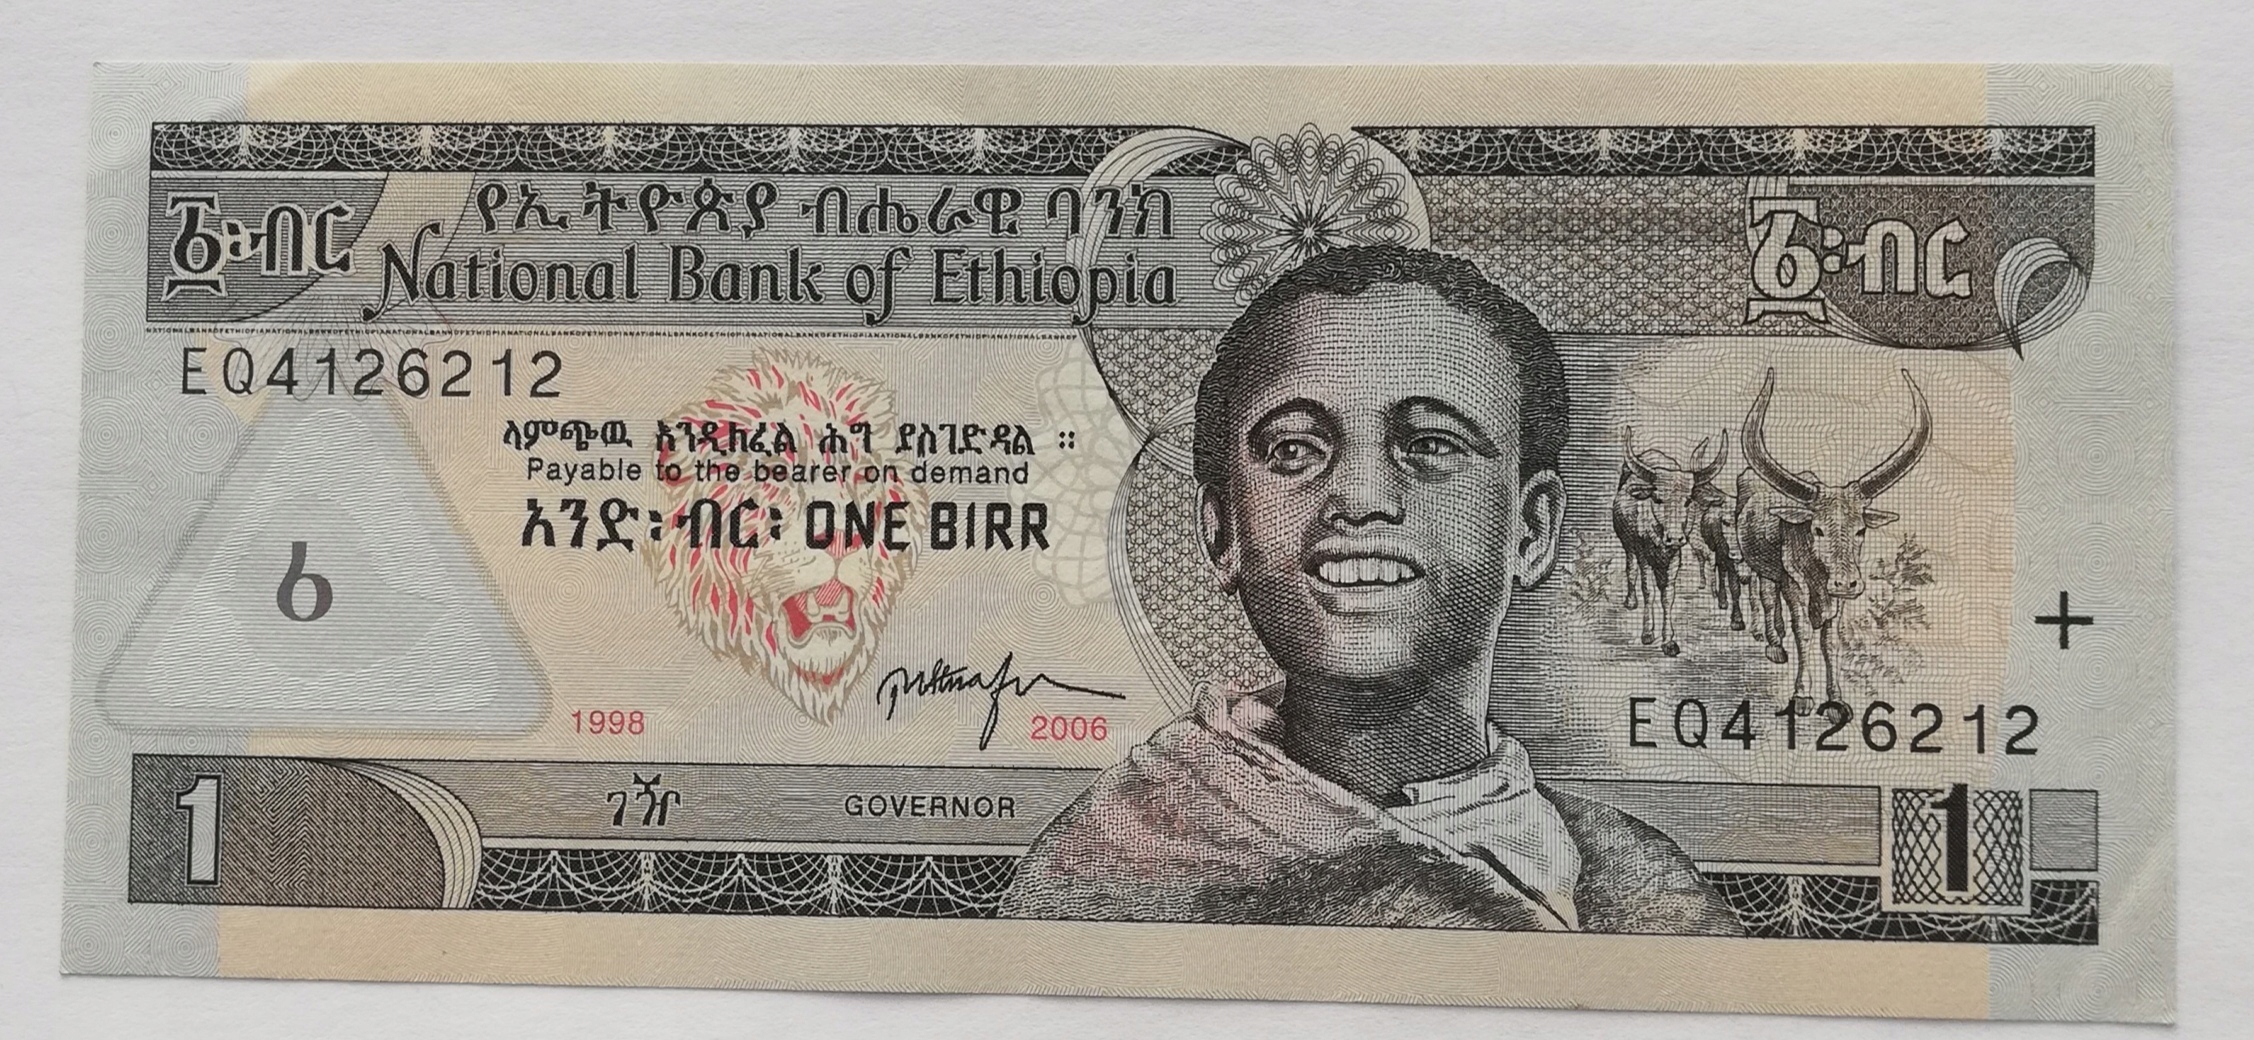 ፩፡ብር
የኢትዮጵያ ብሔራዊ ባንክ
National Bank of Ethiopia
፩፡ብር
NATIONALBANKOFETHIOPIANATIONALBANKOFETHIOPIANATIONALBANKOFETHIOPIANATIONALBANKOFETHIOPIANATIONALBANKOFETHIOPIANATIONALBANKOF
EQ4126212
ላምጭዉ እንዲከፈል ሕግ ያስገድዳል ።
Payable to the bearer on demand
አንድ፡ብር፡ ONE BIRR
1998
2006
+
EQ4126212
1
ገዥ
GOVERNOR
1